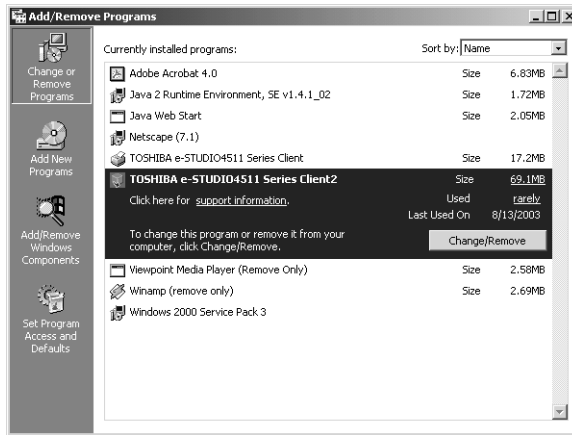 Add/Remove Programs
Change or
Remove
Programs
Add New
Programs
Add/Remove
Windows
Components
Set Program
Access and
Defaults
Currently installed programs: Sort by: Name
Adobe Acrobat 4.0 Size 6.83MB
Java 2 Runtime Environment, SE v1.4.1_02 Size 1.72MB
Java Web Start Size 2.05MB
Netscape (7.1)
TOSHIBA e-STUDIO4511 Series Client Size 17.2MB
TOSHIBA e-STUDIO4511 Series Client2 Size 69.1MB
Click here for support information. Used rarely
Last Used On 8/13/2003
To change this program or remove it from your
computer, click Change/Remove. Change/Remove
Viewpoint Media Player (Remove Only) Size 2.58MB
Winamp (remove only) Size 2.69MB
Windows 2000 Service Pack 3